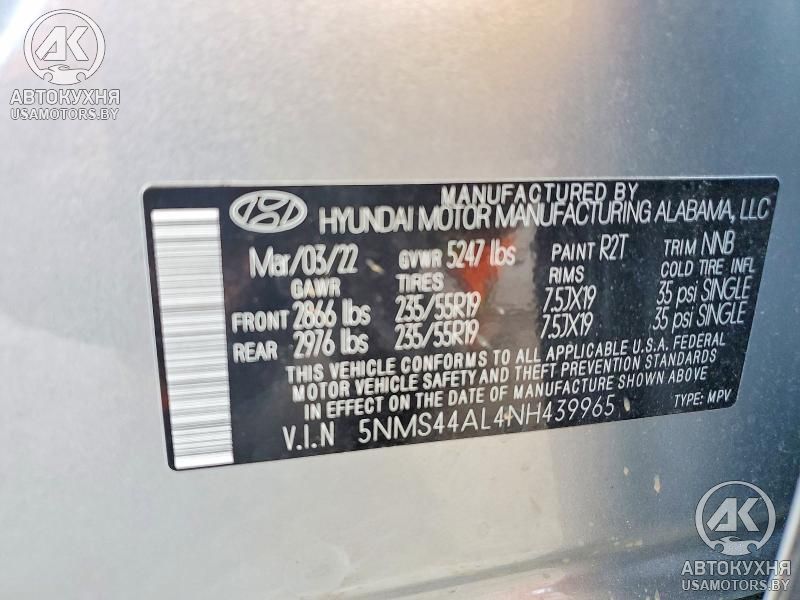 AK
АВТОКУХНЯ
USAMOTORS.BY
MANUFACTURED BY
HYUNDAI MOTOR MANUFACTURING ALABAMA, LLC
Mar/03/22 GVWR 5247 lbs PAINT R2T TRIM NNB
GAWR TIRES RIMS COLD TIRE INFL
FRONT 2866 lbs 235/55R19 7.5JX19 35 psi SINGLE
REAR 2976 lbs 235/55R19 7.5JX19 35 psi SINGLE
THIS VEHICLE CONFORMS TO ALL APPLICABLE U.S.A. FEDERAL
MOTOR VEHICLE SAFETY AND THEFT PREVENTION STANDARDS
IN EFFECT ON THE DATE OF MANUFACTURE SHOWN ABOVE
V.I.N 5NMS44AL4NH439965 TYPE: MPV
AK
АВТОКУХНЯ
USAMOTORS.BY